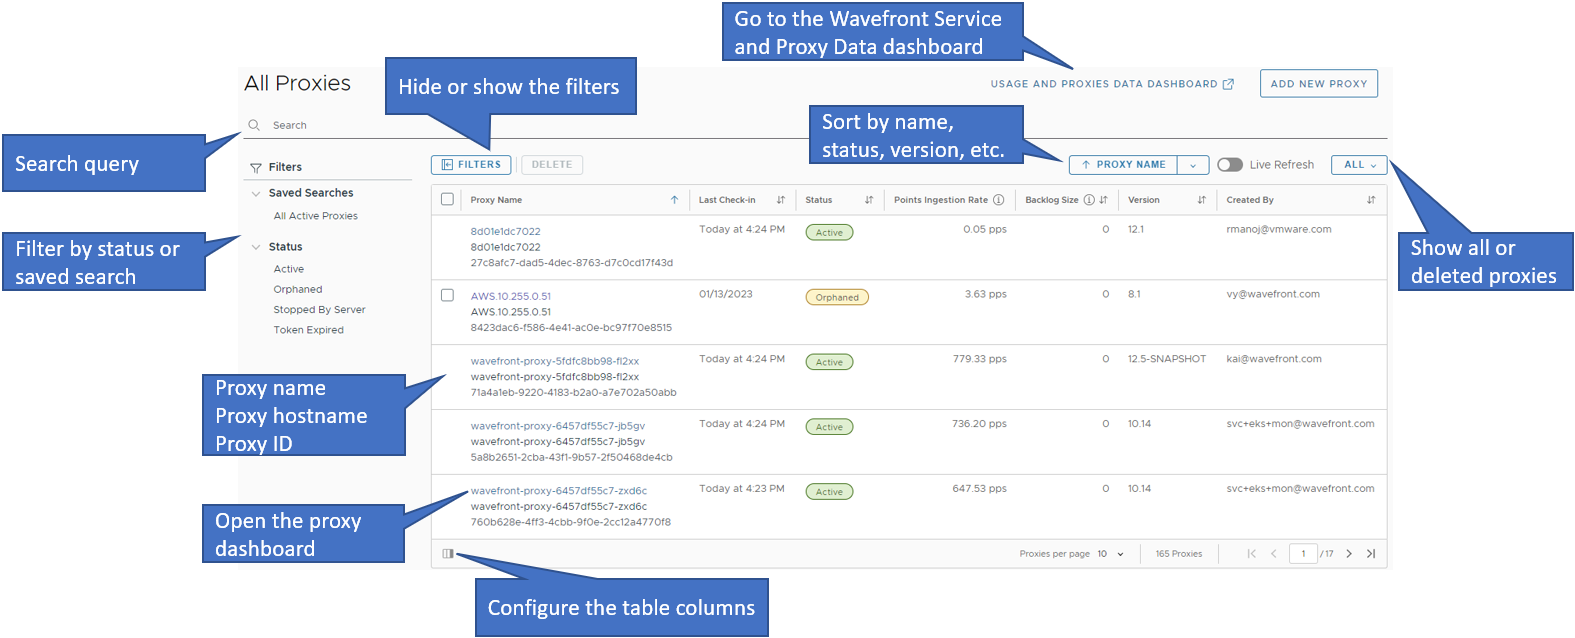 Go to the Wavefront Service
and Proxy Data dashboard
All Proxies
Hide or show the filters
USAGE AND PROXIES DATA DASHBOARD
ADD NEW PROXY
Search
Sort by name,
status, version, etc.
Search query
Filters
FILTERS
DELETE
PROXY NAME
Live Refresh
ALL
Saved Searches
All Active Proxies
Status
Active
Orphaned
Stopped By Server
Token Expired
Filter by status or
saved search
Show all or
deleted proxies
Proxy Name Last Check-in Status Points Ingestion Rate Backlog Size Version Created By
8d01e1dc7022 Today at 4:24 PM Active 0.05 pps 0 12.1 rmanoj@vmware.com
8d01e1dc7022
27c8afc7-dad5-4dec-8763-d7c0cd17f43d
AWS.10.255.0.51 01/13/2023 Orphaned 3.63 pps 0 8.1 vy@wavefront.com
AWS.10.255.0.51
8423dac6-f586-4e41-ac0e-bc97f70e8515
wavefront-proxy-5fdfc8bb98-fl2xx Today at 4:24 PM Active 779.33 pps 0 12.5-SNAPSHOT kai@wavefront.com
wavefront-proxy-5fdfc8bb98-fl2xx
71a4a1eb-9220-4183-b2a0-a7e702a50abb
wavefront-proxy-6457df55c7-jb5gv Today at 4:24 PM Active 736.20 pps 0 10.14 svc+eks+mon@wavefront.com
wavefront-proxy-6457df55c7-jb5gv
5a8b2651-2cba-43f1-9b57-2f50468de4cb
wavefront-proxy-6457df55c7-zxd6c Today at 4:23 PM Active 647.53 pps 0 10.14 svc+eks+mon@wavefront.com
wavefront-proxy-6457df55c7-zxd6c
760b628e-4ff3-4cbb-9f0e-2cc12a4770f8
Proxy name
Proxy hostname
Proxy ID
Open the proxy
dashboard
Proxies per page 10 165 Proxies 1 / 17
Configure the table columns